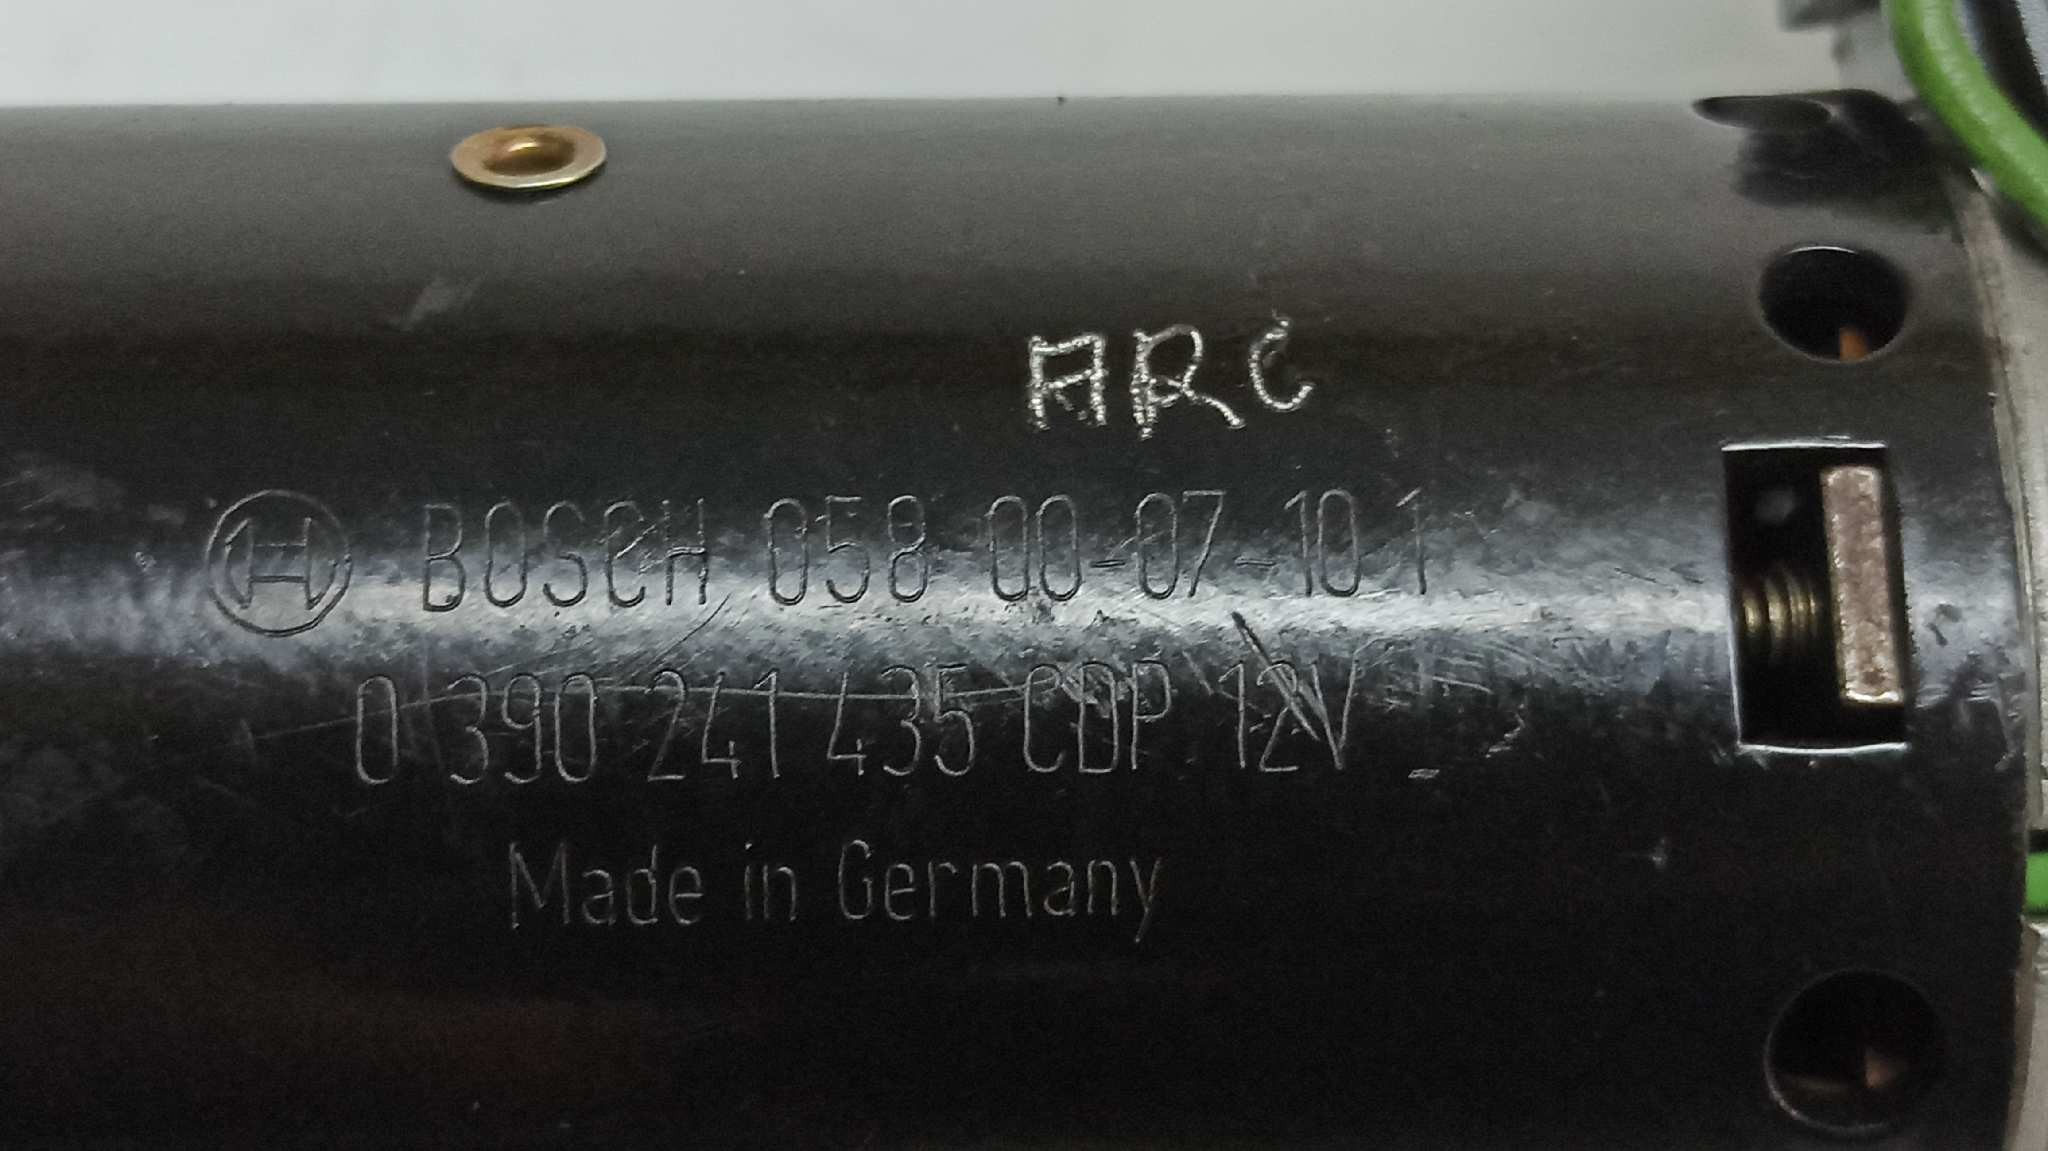 ARC
BOSCH 058 00-07-10 1
0 390 241 435 CDP 12V
Made in Germany